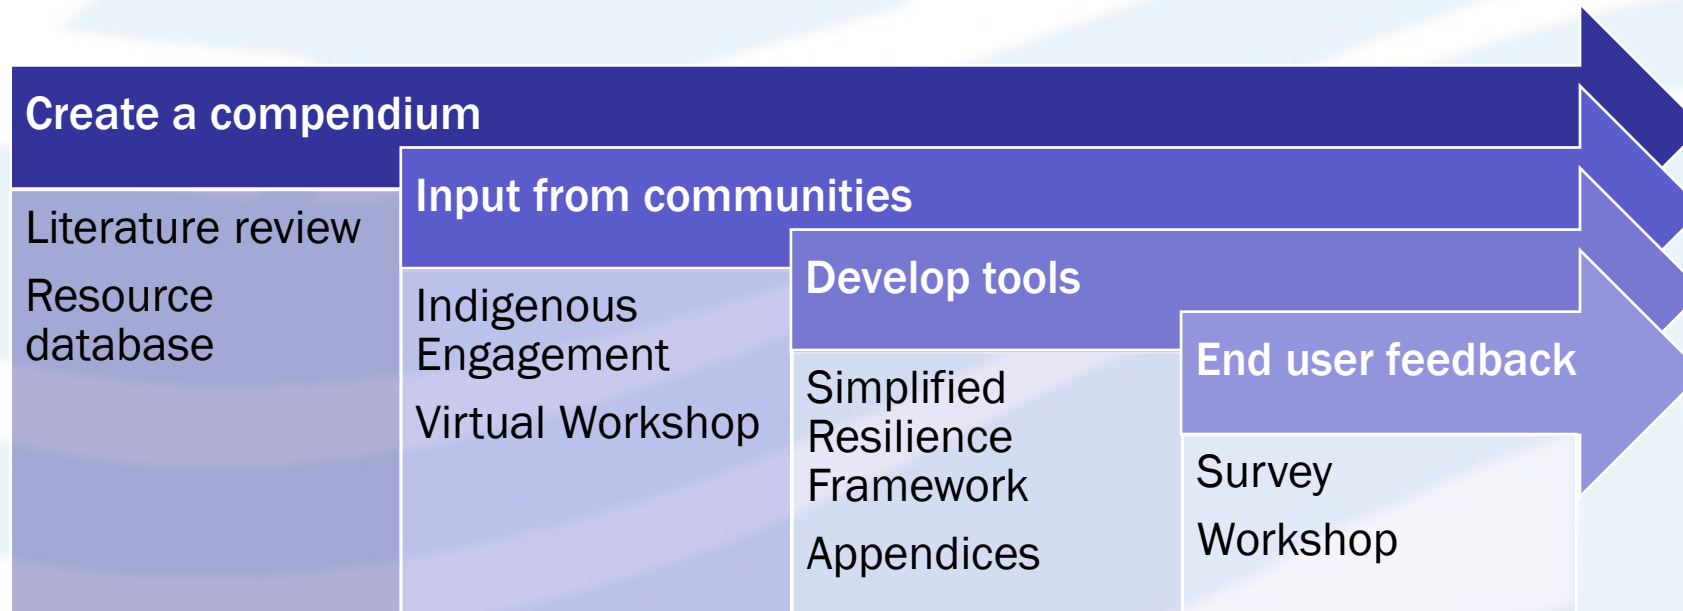 Create a compendium
Literature review
Resource
database
Input from communities
Indigenous
Engagement
Virtual Workshop
Develop tools
Simplified
Resilience
Framework
Appendices
End user feedback
Survey
Workshop